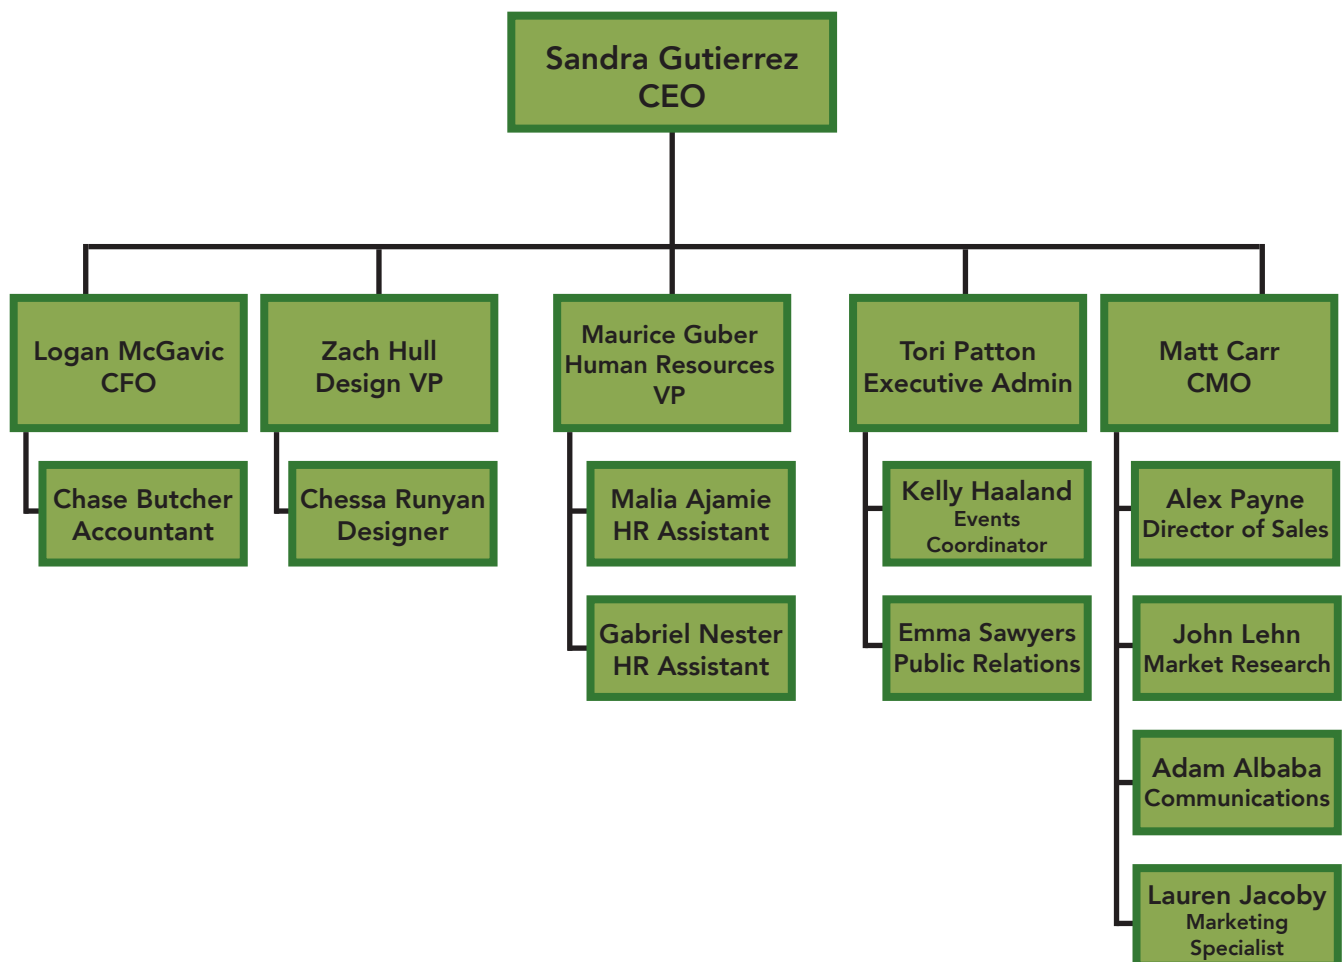 Sandra Gutierrez
CEO
Logan McGavic
CFO
Zach Hull
Design VP
Maurice Guber
Human Resources
VP
Tori Patton
Executive Admin
Matt Carr
CMO
Chase Butcher
Accountant
Chessa Runyan
Designer
Malia Ajamie
HR Assistant
Kelly Haaland
Events
Coordinator
Alex Payne
Director of Sales
Gabriel Nester
HR Assistant
Emma Sawyers
Public Relations
John Lehn
Market Research
Adam Albaba
Communications
Lauren Jacoby
Marketing
Specialist